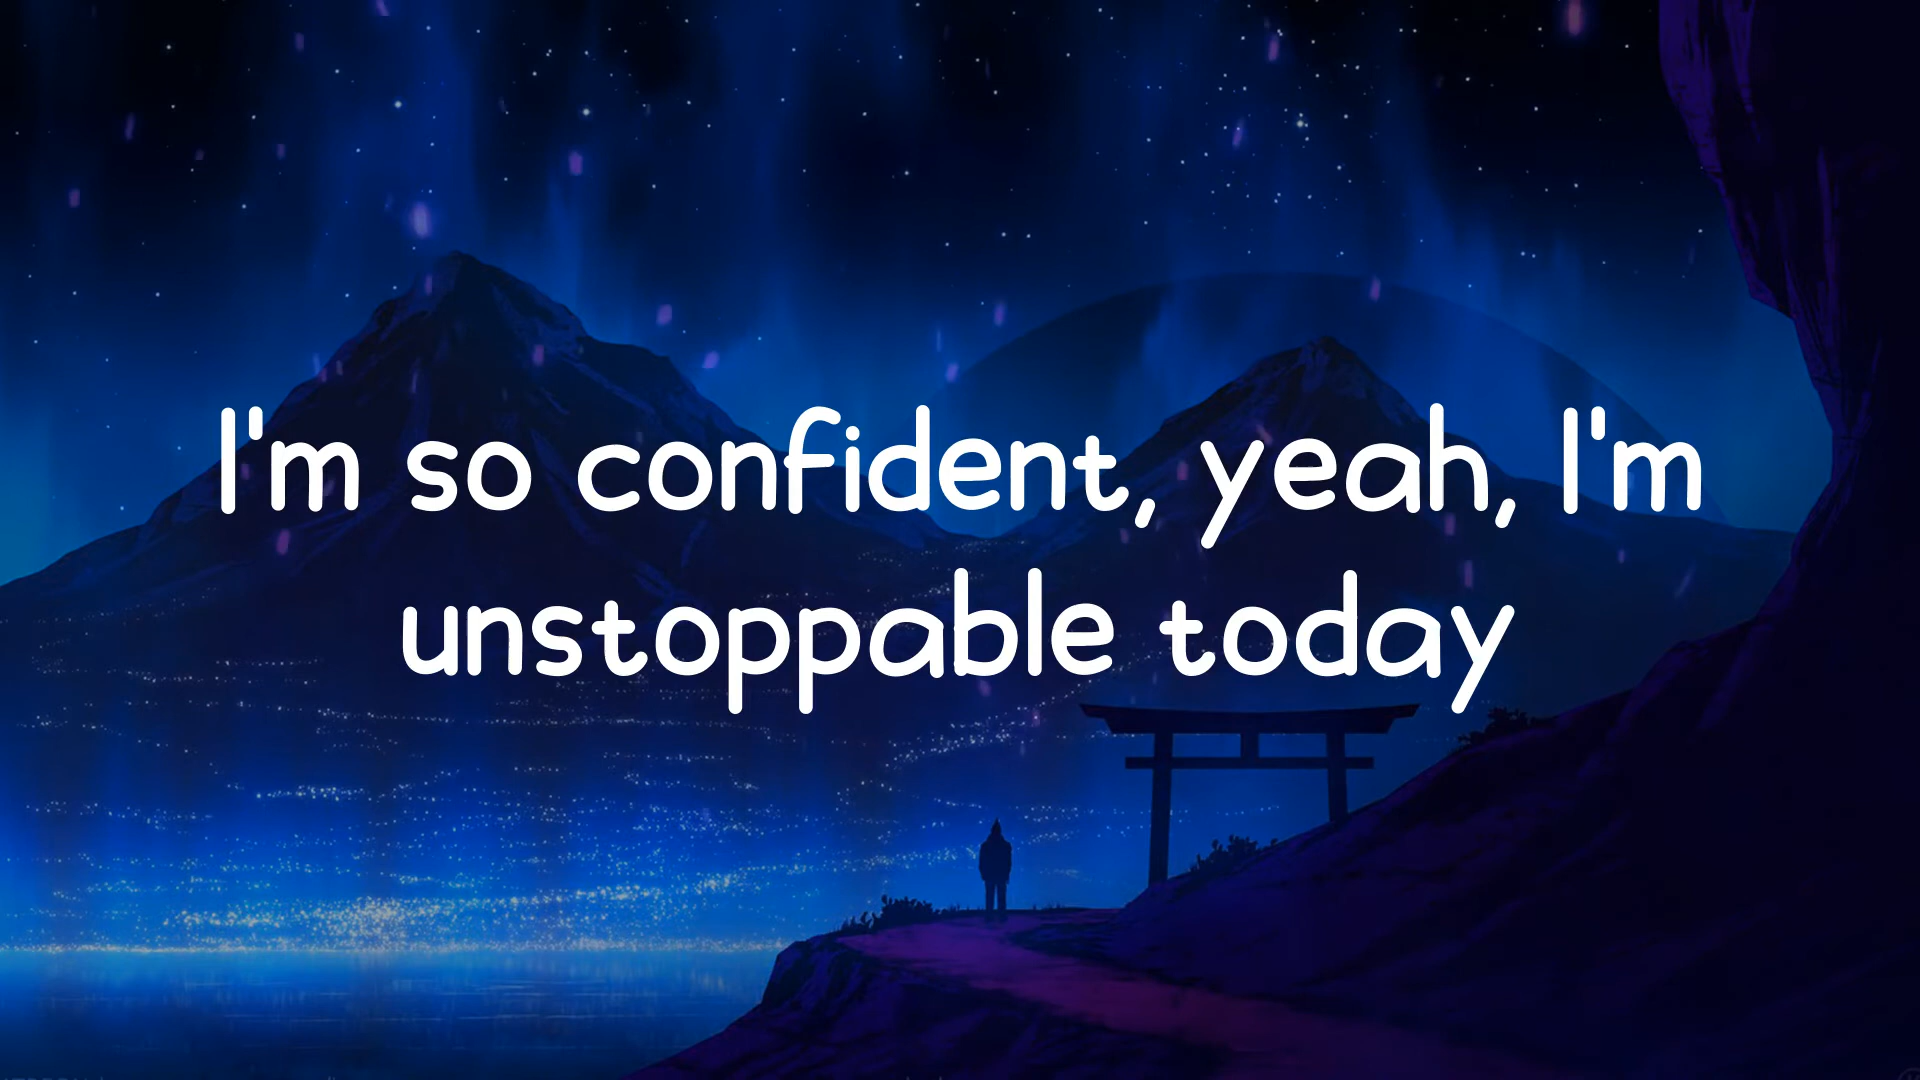 I'm so confident, yeah, I'm
unstoppable today